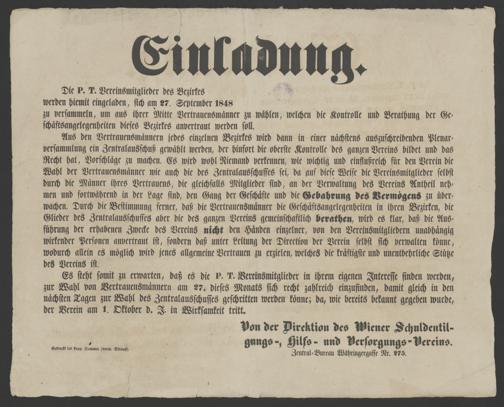 Einladung.
Die P. T. Vereinsmitglieder des Bezirkes
werden hiemit eingeladen, sich am 27. September 1848
zu versammeln, um aus ihrer Mitte Vertrauensmänner zu wählen, welchen die Kontrolle und Berathung der Ge-
schäftsangelegenheiten dieses Bezirkes anvertraut werden soll.
Aus den Vertrauensmännern jedes einzelnen Bezirkes wird dann in einer nächstens auszuschreibenden Plenar-
versammlung ein Zentralausschuß gewählt werden, der hinfort die oberste Kontrolle des ganzen Vereins bildet und das
Recht hat, Vorschläge zu machen. Es wird wohl Niemand verkennen, wie wichtig und einflußreich für den Verein die
Wahl der Vertrauensmänner wie auch die des Zentralausschusses sei, da auf diese Weise die Vereinsmitglieder selbst
durch die Männer ihres Vertrauens, die gleichfalls Mitglieder sind, an der Verwaltung des Vereins Antheil neh-
men und fortwährend in der Lage sind, den Gang der Geschäfte und die Gebahrung des Vermögens zu über-
wachen. Durch die Bestimmung ferner, daß die Vertrauensmänner die Geschäftsangelegenheiten in ihren Bezirken, die
Glieder des Zentralausschusses aber die des ganzen Vereins gemeinschaftlich berathen, wird es klar, daß die Aus-
führung der erhabenen Zwecke des Vereins nicht den Händen einzelner, von den Vereinsmitgliedern unabhängig
wirkender Personen anvertraut ist, sondern daß unter Leitung der Direction der Verein selbst sich verwalten könne,
wodurch allein es möglich wird jenes allgemeine Vertrauen zu erzielen, welches die kräftigste und unentbehrliche Stütze
des Vereins ist.
Es steht somit zu erwarten, daß es die P. T. Vereinsmitglieder in ihrem eigenen Interesse finden werden,
zur Wahl von Vertrauensmännern am 27. dieses Monats sich recht zahlreich einzufinden, damit gleich in den
nächsten Tagen zur Wahl des Zentralausschusses geschritten werden könne; da, wie bereits bekannt gegeben wurde,
der Verein am 1. Oktober d. J. in Wirksamkeit tritt.
Von der Direktion des Wiener Schuldentil-
gungs-, Hilfs- und Versorgungs-Vereins.
Zentral-Bureau Währingergasse Nr. 275.
Gedruckt bei Leop. Sommer